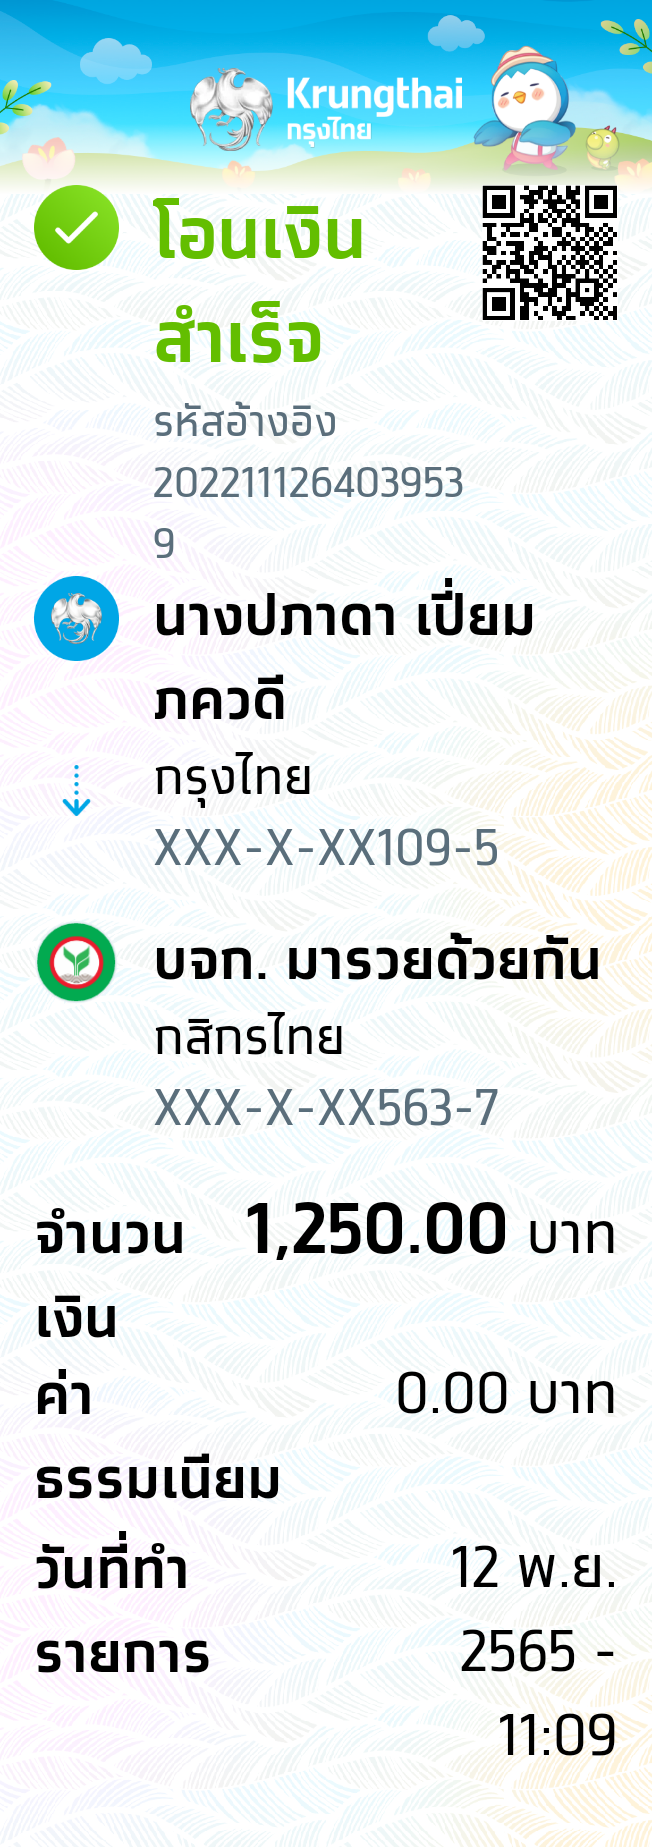 Krungthai
กรุงไทย
โอนเงิน
สำเร็จ
รหัสอ้างอิง
202211126403953
9
นางปภาดา เปี่ยม
ภควดี
กรุงไทย
XXX-X-XX109-5
บจก. มารวยด้วยกัน
กสิกรไทย
XXX-X-XX563-7
จำนวน 1,250.00 บาท
เงิน
ค่า 0.00 บาท
ธรรมเนียม
วันที่ทำ 12 พ.ย.
รายการ 2565 -
11:09